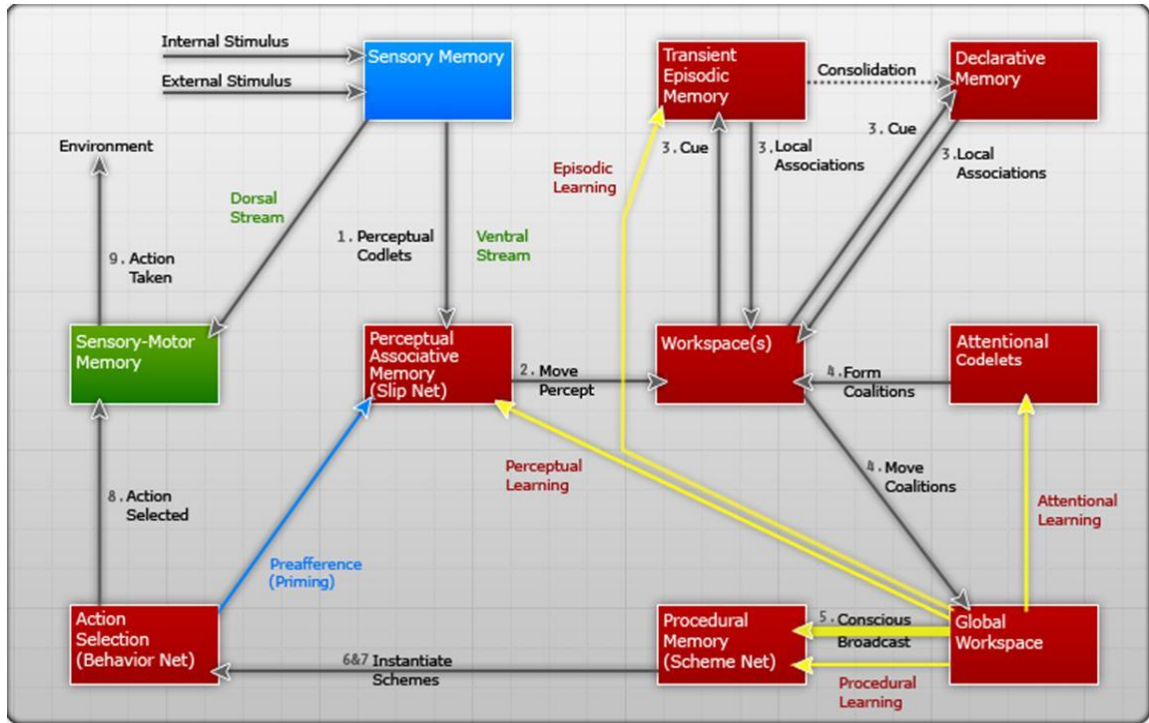 Internal Stimulus
External Stimulus
Sensory Memory
Transient
Episodic
Memory
Consolidation
Declarative
Memory
Environment
3. Cue
3. Local
Associations
3. Cue
3. Local
Associations
Episodic
Learning
Dorsal
Stream
1. Perceptual
Codlets
Ventral
Stream
9. Action
Taken
Sensory-Motor
Memory
Perceptual
Associative
Memory
(Slip Net)
2. Move
Percept
Workspace(s)
4. Form
Coalitions
Attentional
Codelets
Perceptual
Learning
4. Move
Coalitions
Attentional
Learning
8. Action
Selected
Preafference
(Priming)
Action
Selection
(Behavior Net)
6&7 Instantiate
Schemes
Procedural
Memory
(Scheme Net)
5. Conscious
Broadcast
Procedural
Learning
Global
Workspace